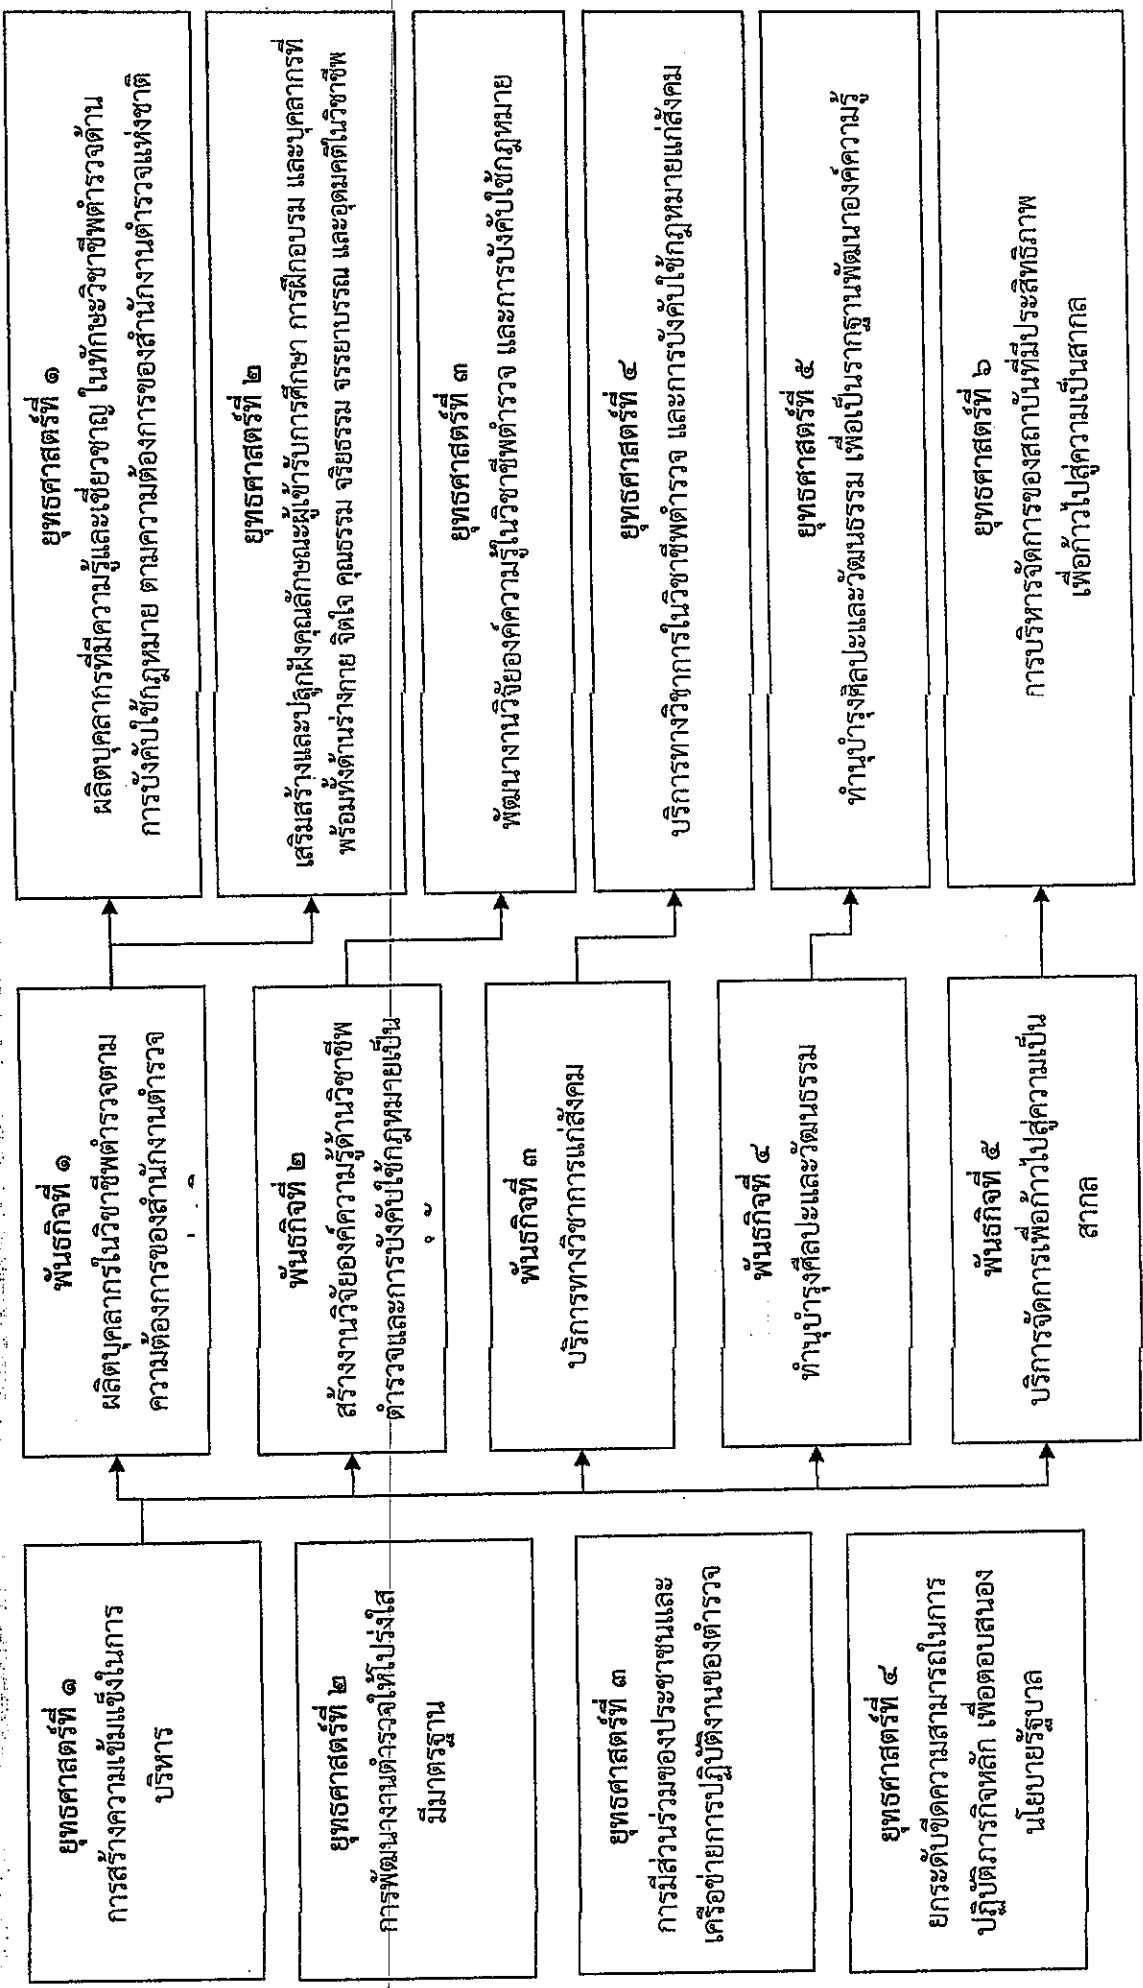 ยุทธศาสตร์ที่ ๑
การสร้างความเข้มแข็งในการ
บริหาร
ยุทธศาสตร์ที่ ๒
การพัฒนางานตำรวจให้โปร่งใส
มีมาตรฐาน
ยุทธศาสตร์ที่ ๓
การมีส่วนร่วมของประชาชนและ
เครือข่ายการปฏิบัติงานของตำรวจ
ยุทธศาสตร์ที่ ๔
ยกระดับขีดความสามารถในการ
ปฏิบัติภารกิจหลัก เพื่อตอบสนอง
นโยบายรัฐบาล
พันธกิจที่ ๑
ผลิตบุคลากรในวิชาชีพตำรวจตาม
ความต้องการของสำนักงานตำรวจ
พันธกิจที่ ๒
สร้างงานวิจัยองค์ความรู้ด้านวิชาชีพ
ตำรวจและการบังคับใช้กฎหมายเป็น
พันธกิจที่ ๓
บริการทางวิชาการแก่สังคม
พันธกิจที่ ๔
ทำนุบำรุงศิลปะและวัฒนธรรม
พันธกิจที่ ๕
บริการจัดการเพื่อก้าวไปสู่ความเป็น
สากล
ยุทธศาสตร์ที่ ๑
ผลิตบุคลากรที่มีความรู้และเชี่ยวชาญ ในทักษะวิชาชีพตำรวจด้าน
การบังคับใช้กฎหมาย ตามความต้องการของสำนักงานตำรวจแห่งชาติ
ยุทธศาสตร์ที่ ๒
เสริมสร้างและปลูกฝังคุณลักษณะผู้เข้ารับการศึกษา การฝึกอบรม และบุคลากรที่
พร้อมทั้งด้านร่างกาย จิตใจ คุณธรรม จริยธรรม จรรยาบรรณ และอุดมคติในวิชาชีพ
ยุทธศาสตร์ที่ ๓
พัฒนางานวิจัยองค์ความรู้ในวิชาชีพตำรวจ และการบังคับใช้กฎหมาย
ยุทธศาสตร์ที่ ๔
บริการทางวิชาการในวิชาชีพตำรวจ และการบังคับใช้กฎหมายแก่สังคม
ยุทธศาสตร์ที่ ๕
ทำนุบำรุงศิลปะและวัฒนธรรม เพื่อเป็นรากฐานพัฒนาองค์ความรู้
ยุทธศาสตร์ที่ ๖
การบริหารจัดการของสถาบันที่มีประสิทธิภาพ
เพื่อก้าวไปสู่ความเป็นสากล